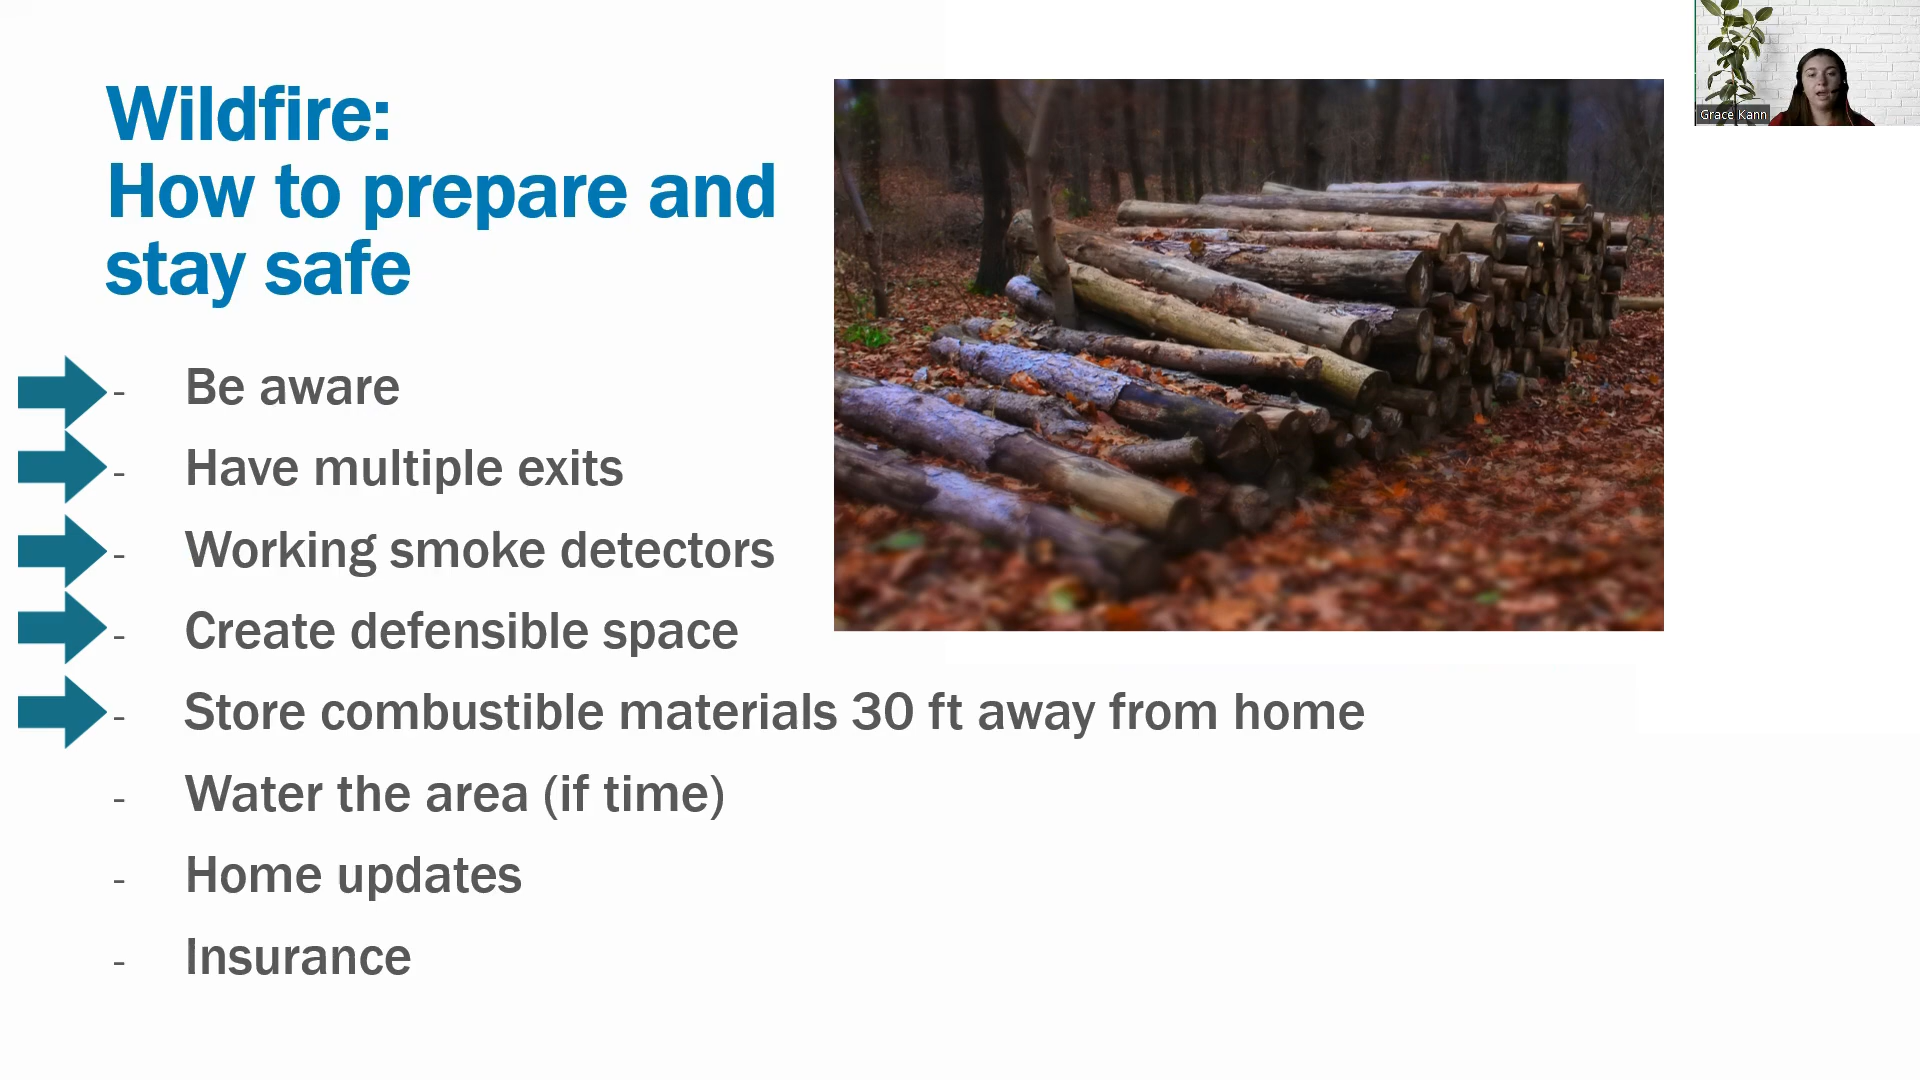 Wildfire:
How to prepare and
stay safe
- Be aware
- Have multiple exits
- Working smoke detectors
- Create defensible space
- Store combustible materials 30 ft away from home
- Water the area (if time)
- Home updates
- Insurance
Grace Kann